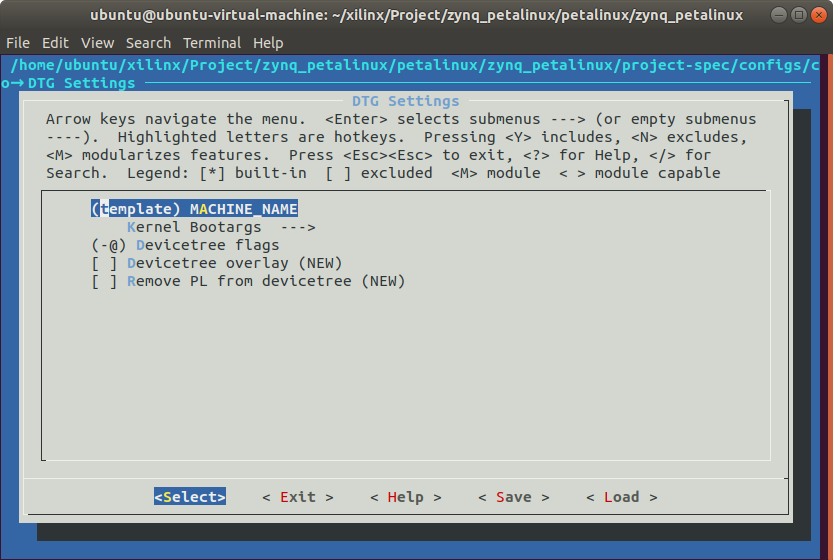 ubuntu@ubuntu-virtual-machine: ~/xilinx/Project/zynq_petalinux/petalinux/zynq_petalinux
File Edit View Search Terminal Help
/home/ubuntu/xilinx/Project/zynq_petalinux/petalinux/zynq_petalinux/project-spec/configs/c
o→DTG Settings
DTG Settings
Arrow keys navigate the menu. <Enter> selects submenus ---> (or empty submenus
----). Highlighted letters are hotkeys. Pressing <Y> includes, <N> excludes,
<M> modularizes features. Press <Esc><Esc> to exit, <?> for Help, </> for
Search. Legend: [*] built-in [ ] excluded <M> module < > module capable
(template) MACHINE_NAME
Kernel Bootargs --->
(-@) Devicetree flags
[ ] Devicetree overlay (NEW)
[ ] Remove PL from devicetree (NEW)
<Select> < Exit > < Help > < Save > < Load >